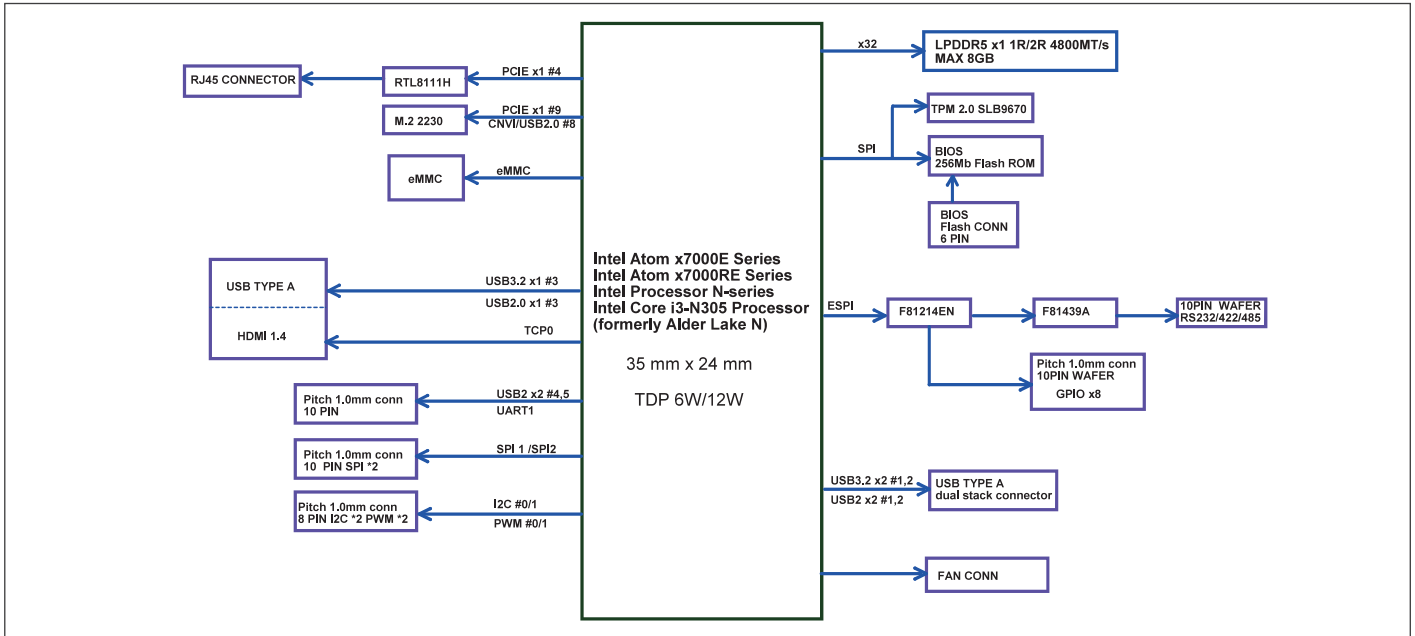 RJ45 CONNECTOR
RTL8111H
PCIE x1 #4
M.2 2230
PCIE x1 #9
CNVI/USB2.0 #8
eMMC
eMMC
USB TYPE A
USB3.2 x1 #3
USB2.0 x1 #3
HDMI 1.4
TCP0
Pitch 1.0mm conn
10 PIN
USB2 x2 #4,5
UART1
Pitch 1.0mm conn
10 PIN SPI *2
SPI 1 /SPI2
Pitch 1.0mm conn
8 PIN I2C *2 PWM *2
I2C #0/1
PWM #0/1
Intel Atom x7000E Series
Intel Atom x7000RE Series
Intel Processor N-series
Intel Core i3-N305 Processor
(formerly Alder Lake N)
35 mm x 24 mm
TDP 6W/12W
x32
LPDDR5 x1 1R/2R 4800MT/s
MAX 8GB
TPM 2.0 SLB9670
SPI
BIOS
256Mb Flash ROM
BIOS
Flash CONN
6 PIN
ESPI
F81214EN
F81439A
10PIN WAFER
RS232/422/485
Pitch 1.0mm conn
10PIN WAFER
GPIO x8
USB3.2 x2 #1,2
USB2 x2 #1,2
USB TYPE A
dual stack connector
FAN CONN